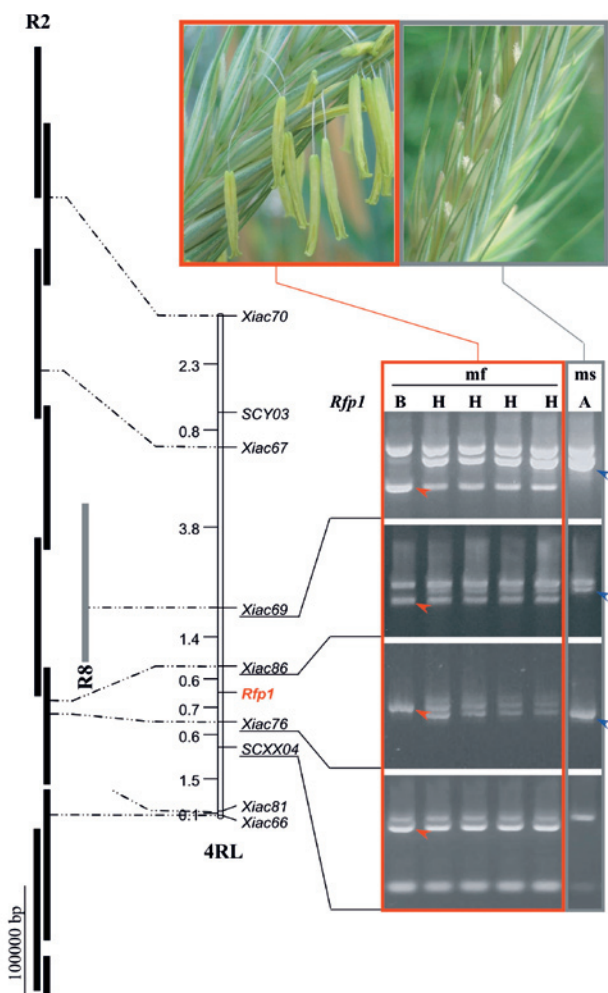 R2
Xiac70
2.3
SCY03
0.8
Xiac67
3.8
Xiac69
1.4
R8
Xiac86
0.6
Rfp1
0.7
Xiac76
0.6
SCXX04
1.5
Xiac81
0.1
Xiac66
4RL
100000 bp
mf ms
Rfp1 B H H H H A